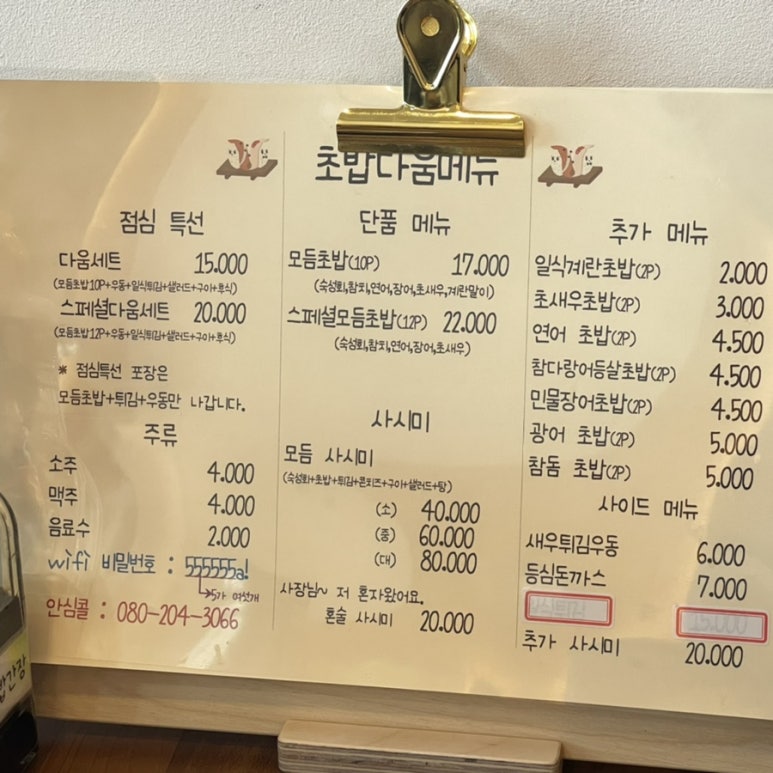 초밥다움메뉴
점심 특선
다움세트 15.000
(모듬초밥10P+우동+일식튀김+샐러드+구이+후식)
스페셜다움세트 20.000
(모듬초밥12P+우동+일식튀김+샐러드+구이+후식)
* 점심특선 포장은
모듬초밥+튀김+우동만 나갑니다.
주류
소주 4.000
맥주 4.000
음료수 2.000
wifi 비밀번호 : 555555a!
→5가 여섯개
안심콜 : 080-204-3066
단품 메뉴
모듬초밥(10P) 17.000
(숙성회,참치,연어,장어,초새우,계란말이)
스페셜모듬초밥(12P) 22.000
(숙성회,참치,연어,장어,초새우)
사시미
모듬 사시미
(숙성회+초밥+튀김+콘치즈+구이+샐러드+탕)
(소) 40.000
(중) 60.000
(대) 80.000
사장님~ 저 혼자왔어요.
혼술 사시미 20.000
추가 메뉴
일식계란초밥(2P) 2.000
초새우초밥(2P) 3.000
연어 초밥(2P) 4.500
참다랑어등살초밥(2P) 4.500
민물장어초밥(2P) 4.500
광어 초밥(2P) 5.000
참돔 초밥(2P) 5.000
사이드 메뉴
새우튀김우동 6.000
등심돈까스 7.000
15.000
추가 사시미 20.000
간장